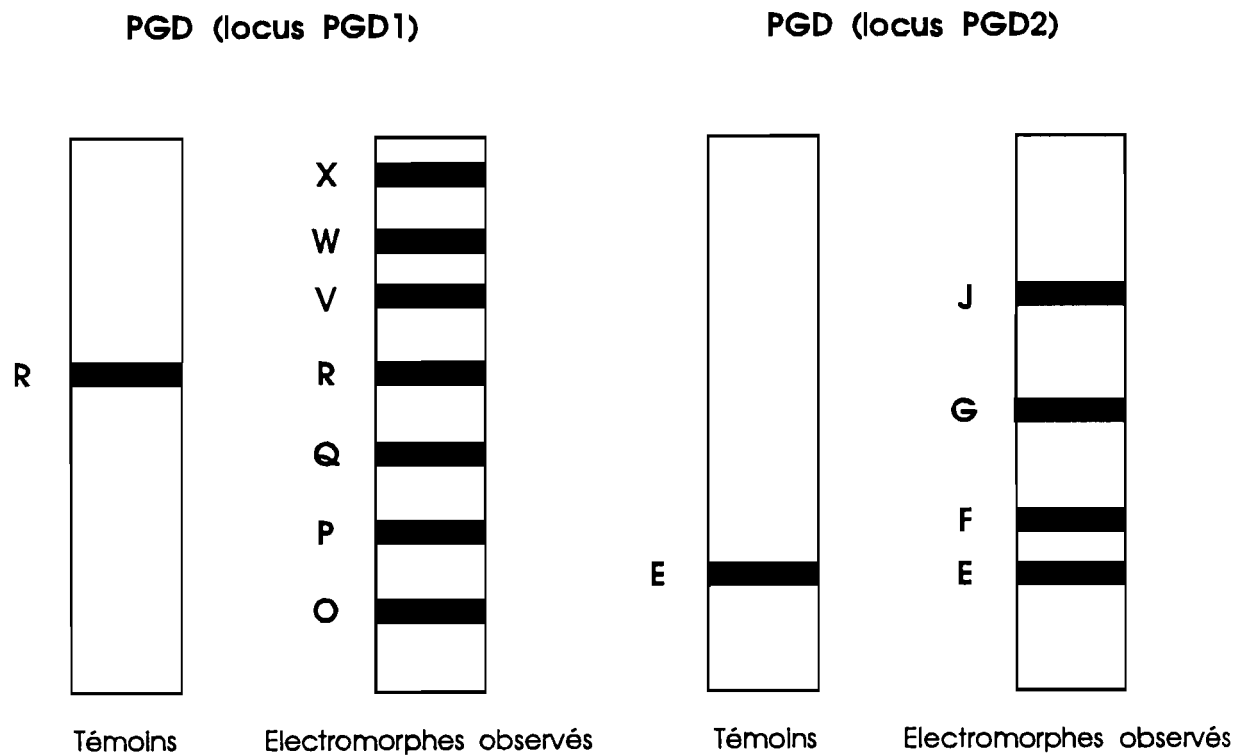 PGD (locus PGD1)
R
X
W
V
R
Q
P
O
Témoins
Electromorphes observés
PGD (locus PGD2)
E
J
G
F
E
Témoins
Electromorphes observés